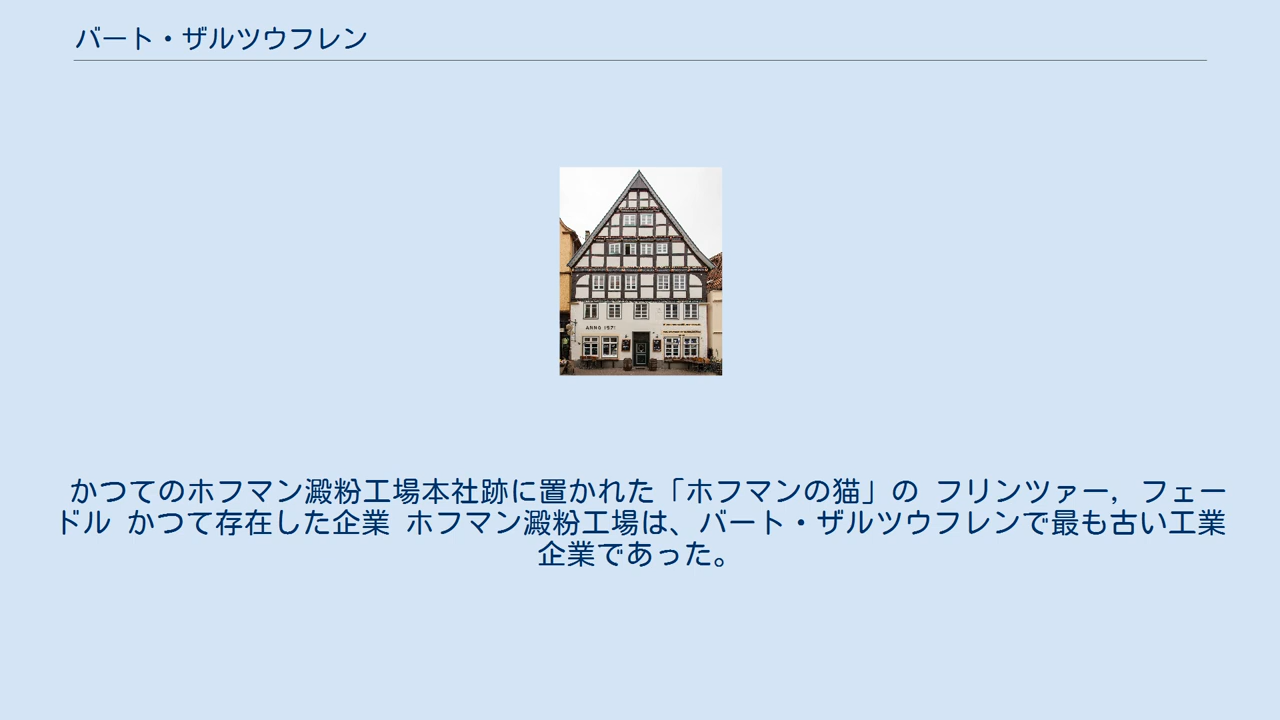 バート・ザルツウフレン
ANNO 1571
かつてのホフマン澱粉工場本社跡に置かれた「ホフマンの猫」の フリンツァー，フェー
ドル かつて存在した企業 ホフマン澱粉工場は、バート・ザルツウフレンで最も古い工業
企業であった。